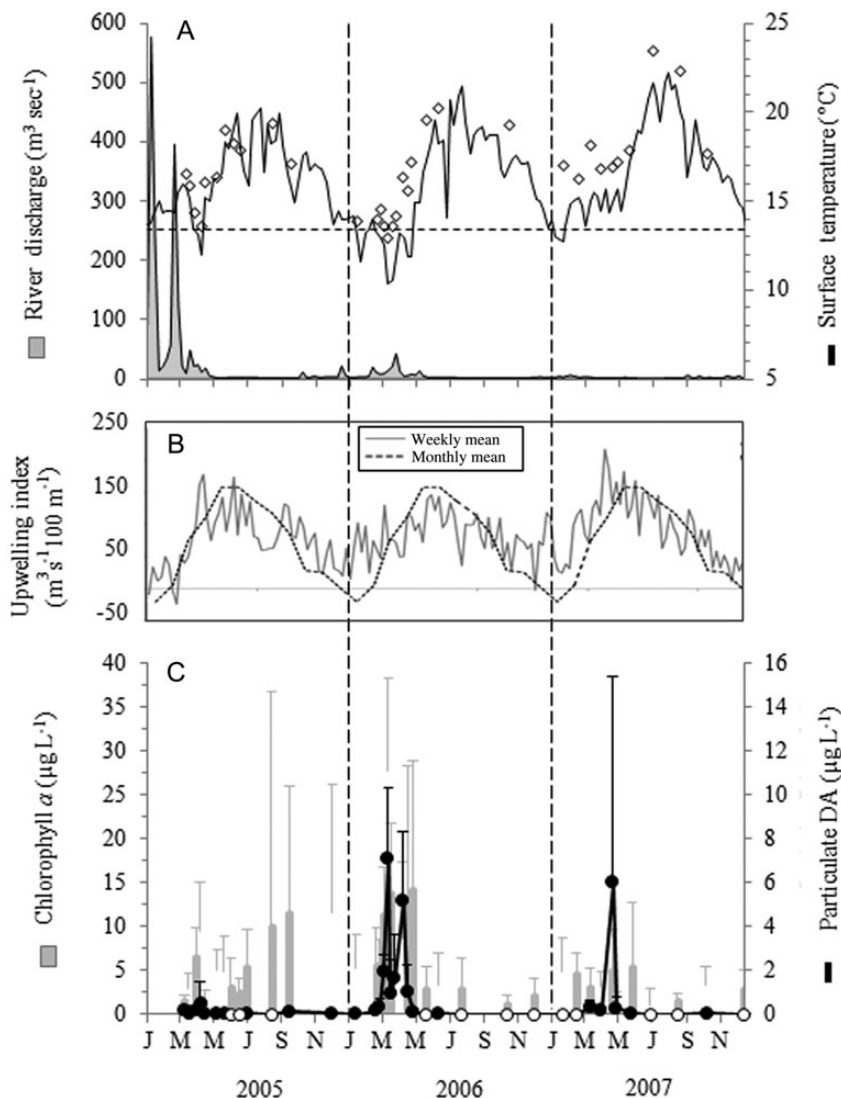 A
600
500
400
300
200
100
0
River discharge (m³ sec⁻¹)
25
20
15
10
5
Surface temperature (°C)
B
250
150
50
-50
Upwelling index
(m³s⁻¹100 m⁻¹)
Weekly mean
Monthly mean
C
40
35
30
25
20
15
10
5
0
Chlorophyll a (µg L⁻¹)
16
14
12
10
8
6
4
2
0
Particulate DA (µg L⁻¹)
J M M J S N J M M J S N J M M J S N
2005 2006 2007